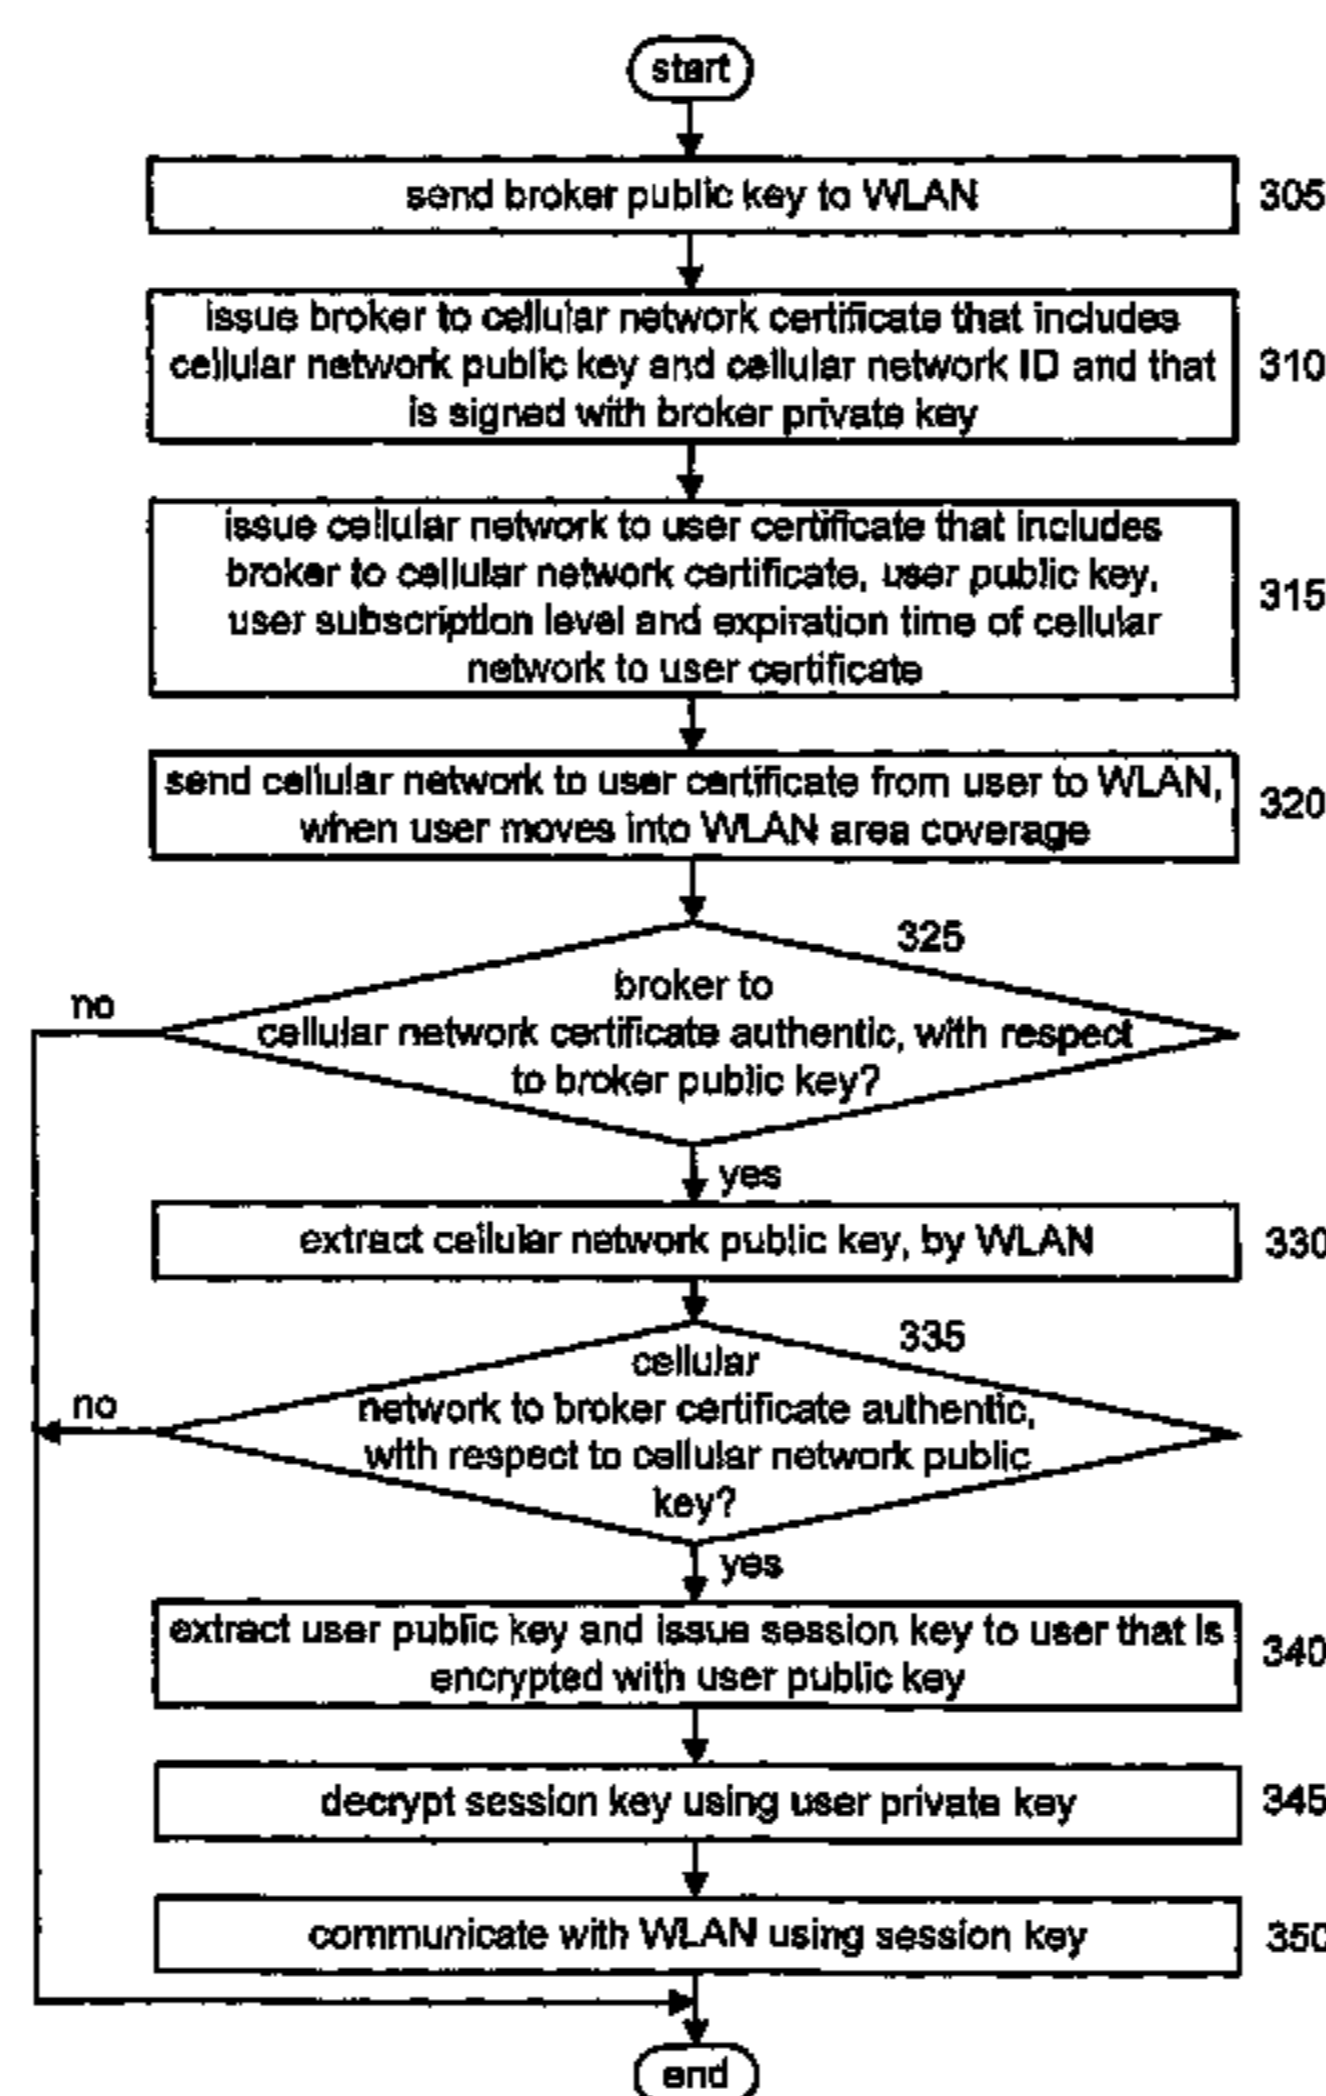 start
send broker public key to WLAN
305
issue broker to cellular network certificate that includes
cellular network public key and cellular network ID and that
is signed with broker private key
310
issue cellular network to user certificate that includes
broker to cellular network certificate, user public key,
user subscription level and expiration time of cellular
network to user certificate
315
send cellular network to user certificate from user to WLAN,
when user moves into WLAN area coverage
320
325
broker to
cellular network certificate authentic, with respect
to broker public key?
no
yes
extract cellular network public key, by WLAN
330
335
cellular
network to broker certificate authentic,
with respect to cellular network public
key?
no
yes
extract user public key and issue session key to user that is
encrypted with user public key
340
decrypt session key using user private key
345
communicate with WLAN using session key
350
end